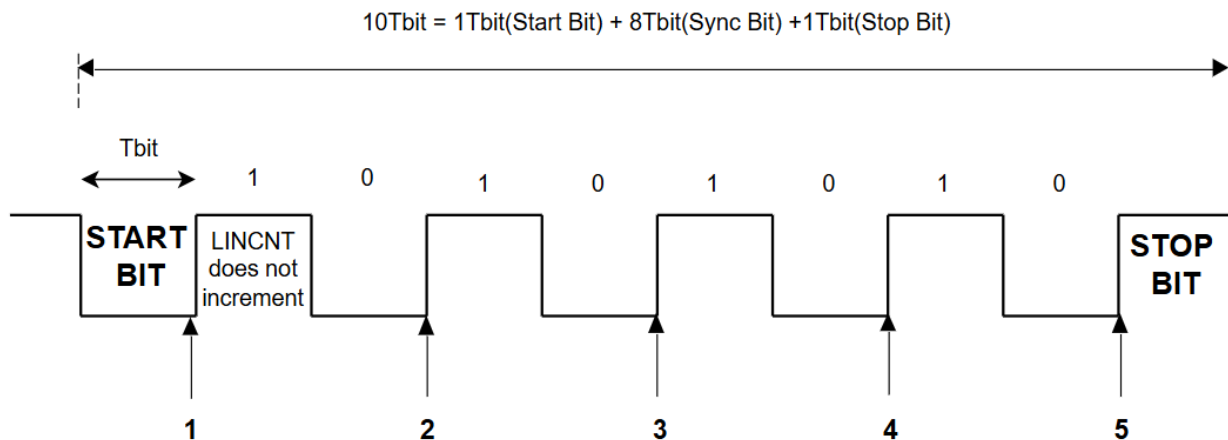 10Tbit = 1Tbit(Start Bit) + 8Tbit(Sync Bit) +1Tbit(Stop Bit)
Tbit
1 0 1 0 1 0 1 0
START
BIT
LINCNT
does not
increment
STOP
BIT
1 2 3 4 5